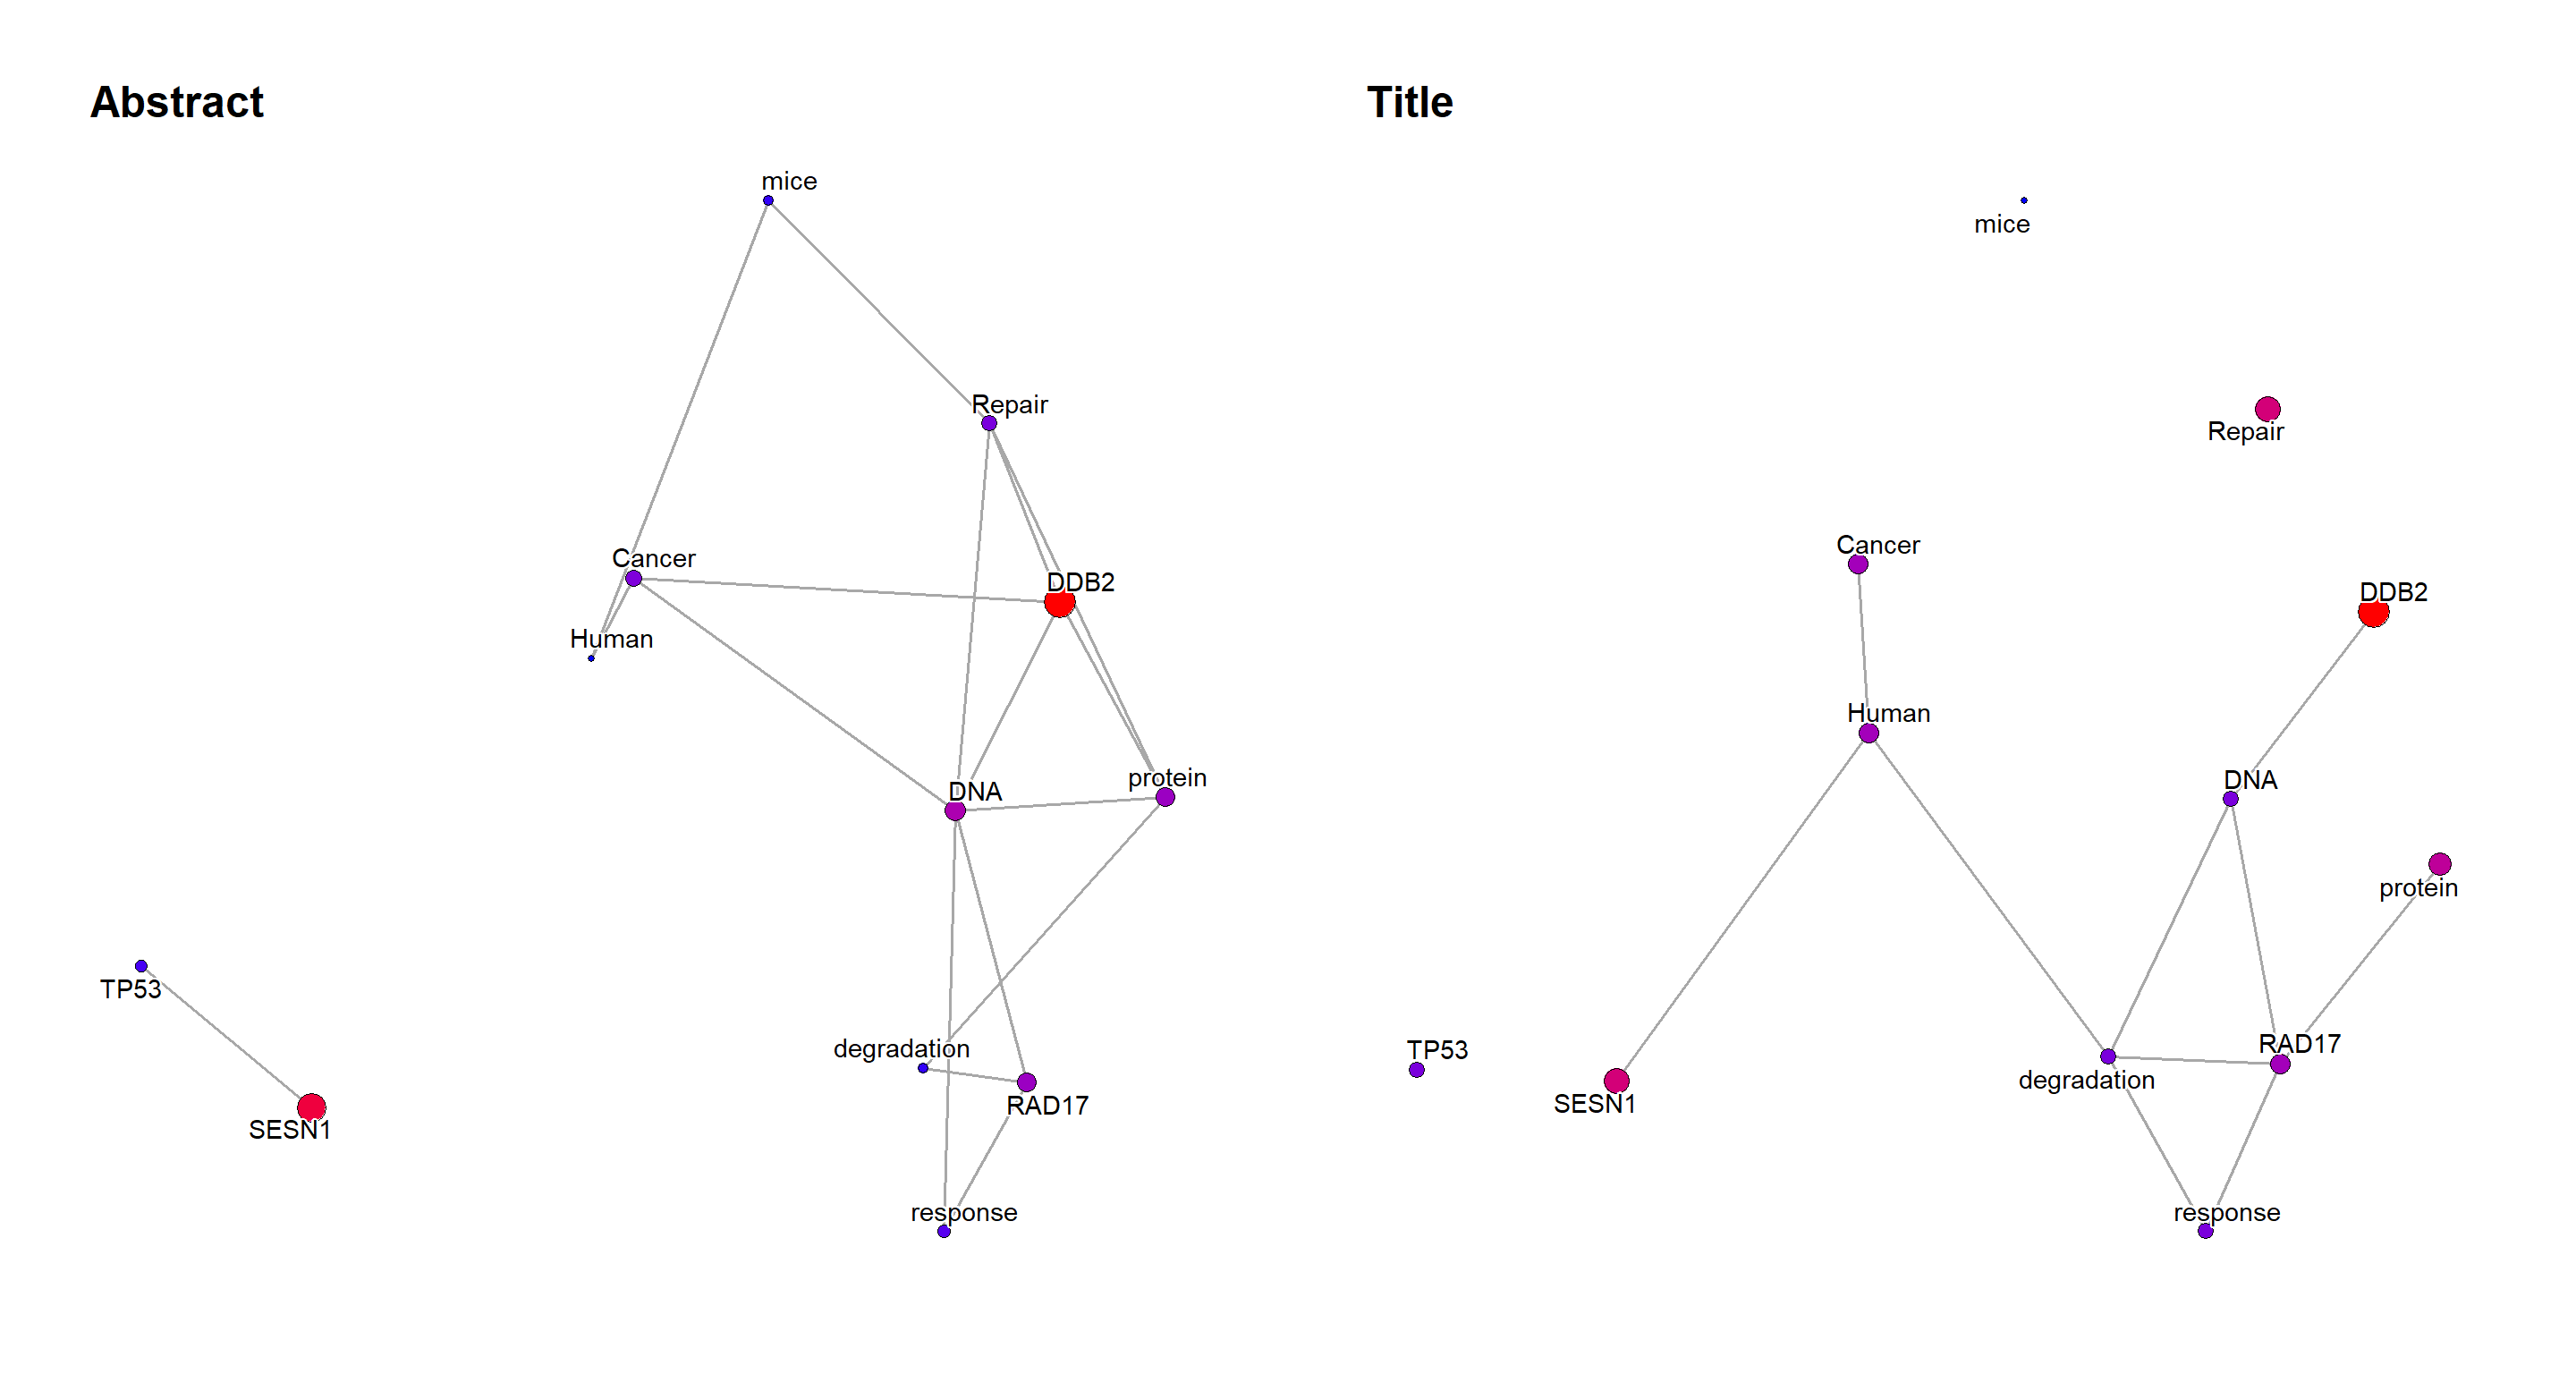 Abstract
mice
Repair
Cancer
DDB2
Human
protein
DNA
TP53
degradation
RAD17
SESN1
response
Title
mice
Repair
Cancer
DDB2
Human
DNA
protein
RAD17
TP53
degradation
SESN1
response